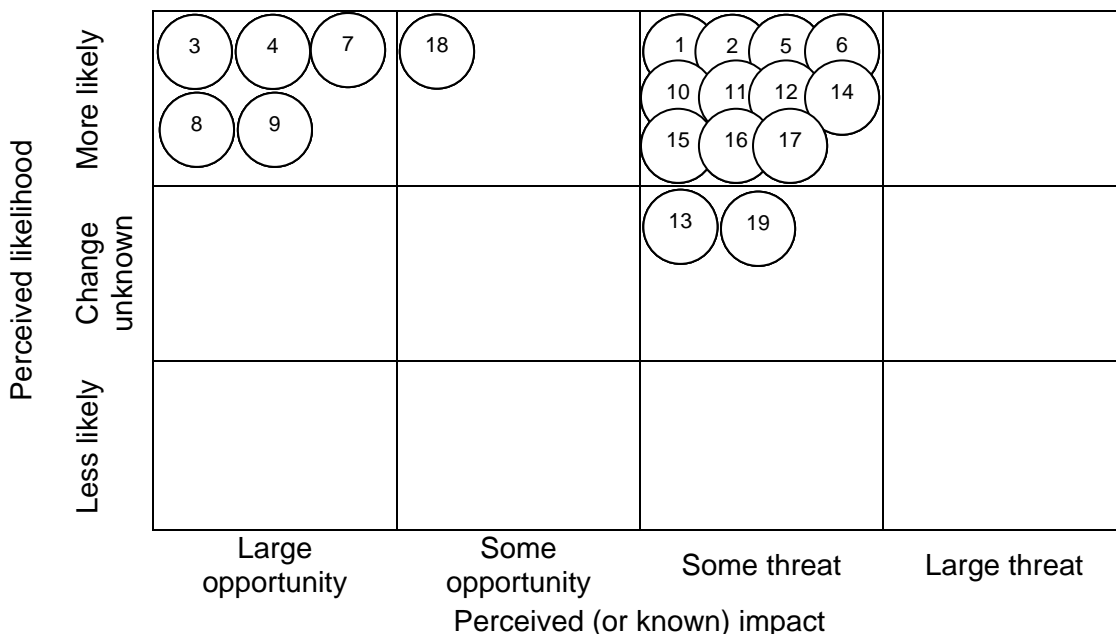 Perceived likelihood
More likely
3 4 7 18 1 2 5 6
10 11 12 14
8 9 15 16 17
Change
unknown
13 19
Less likely
Large
opportunity
Some
opportunity
Some threat
Large threat
Perceived (or known) impact